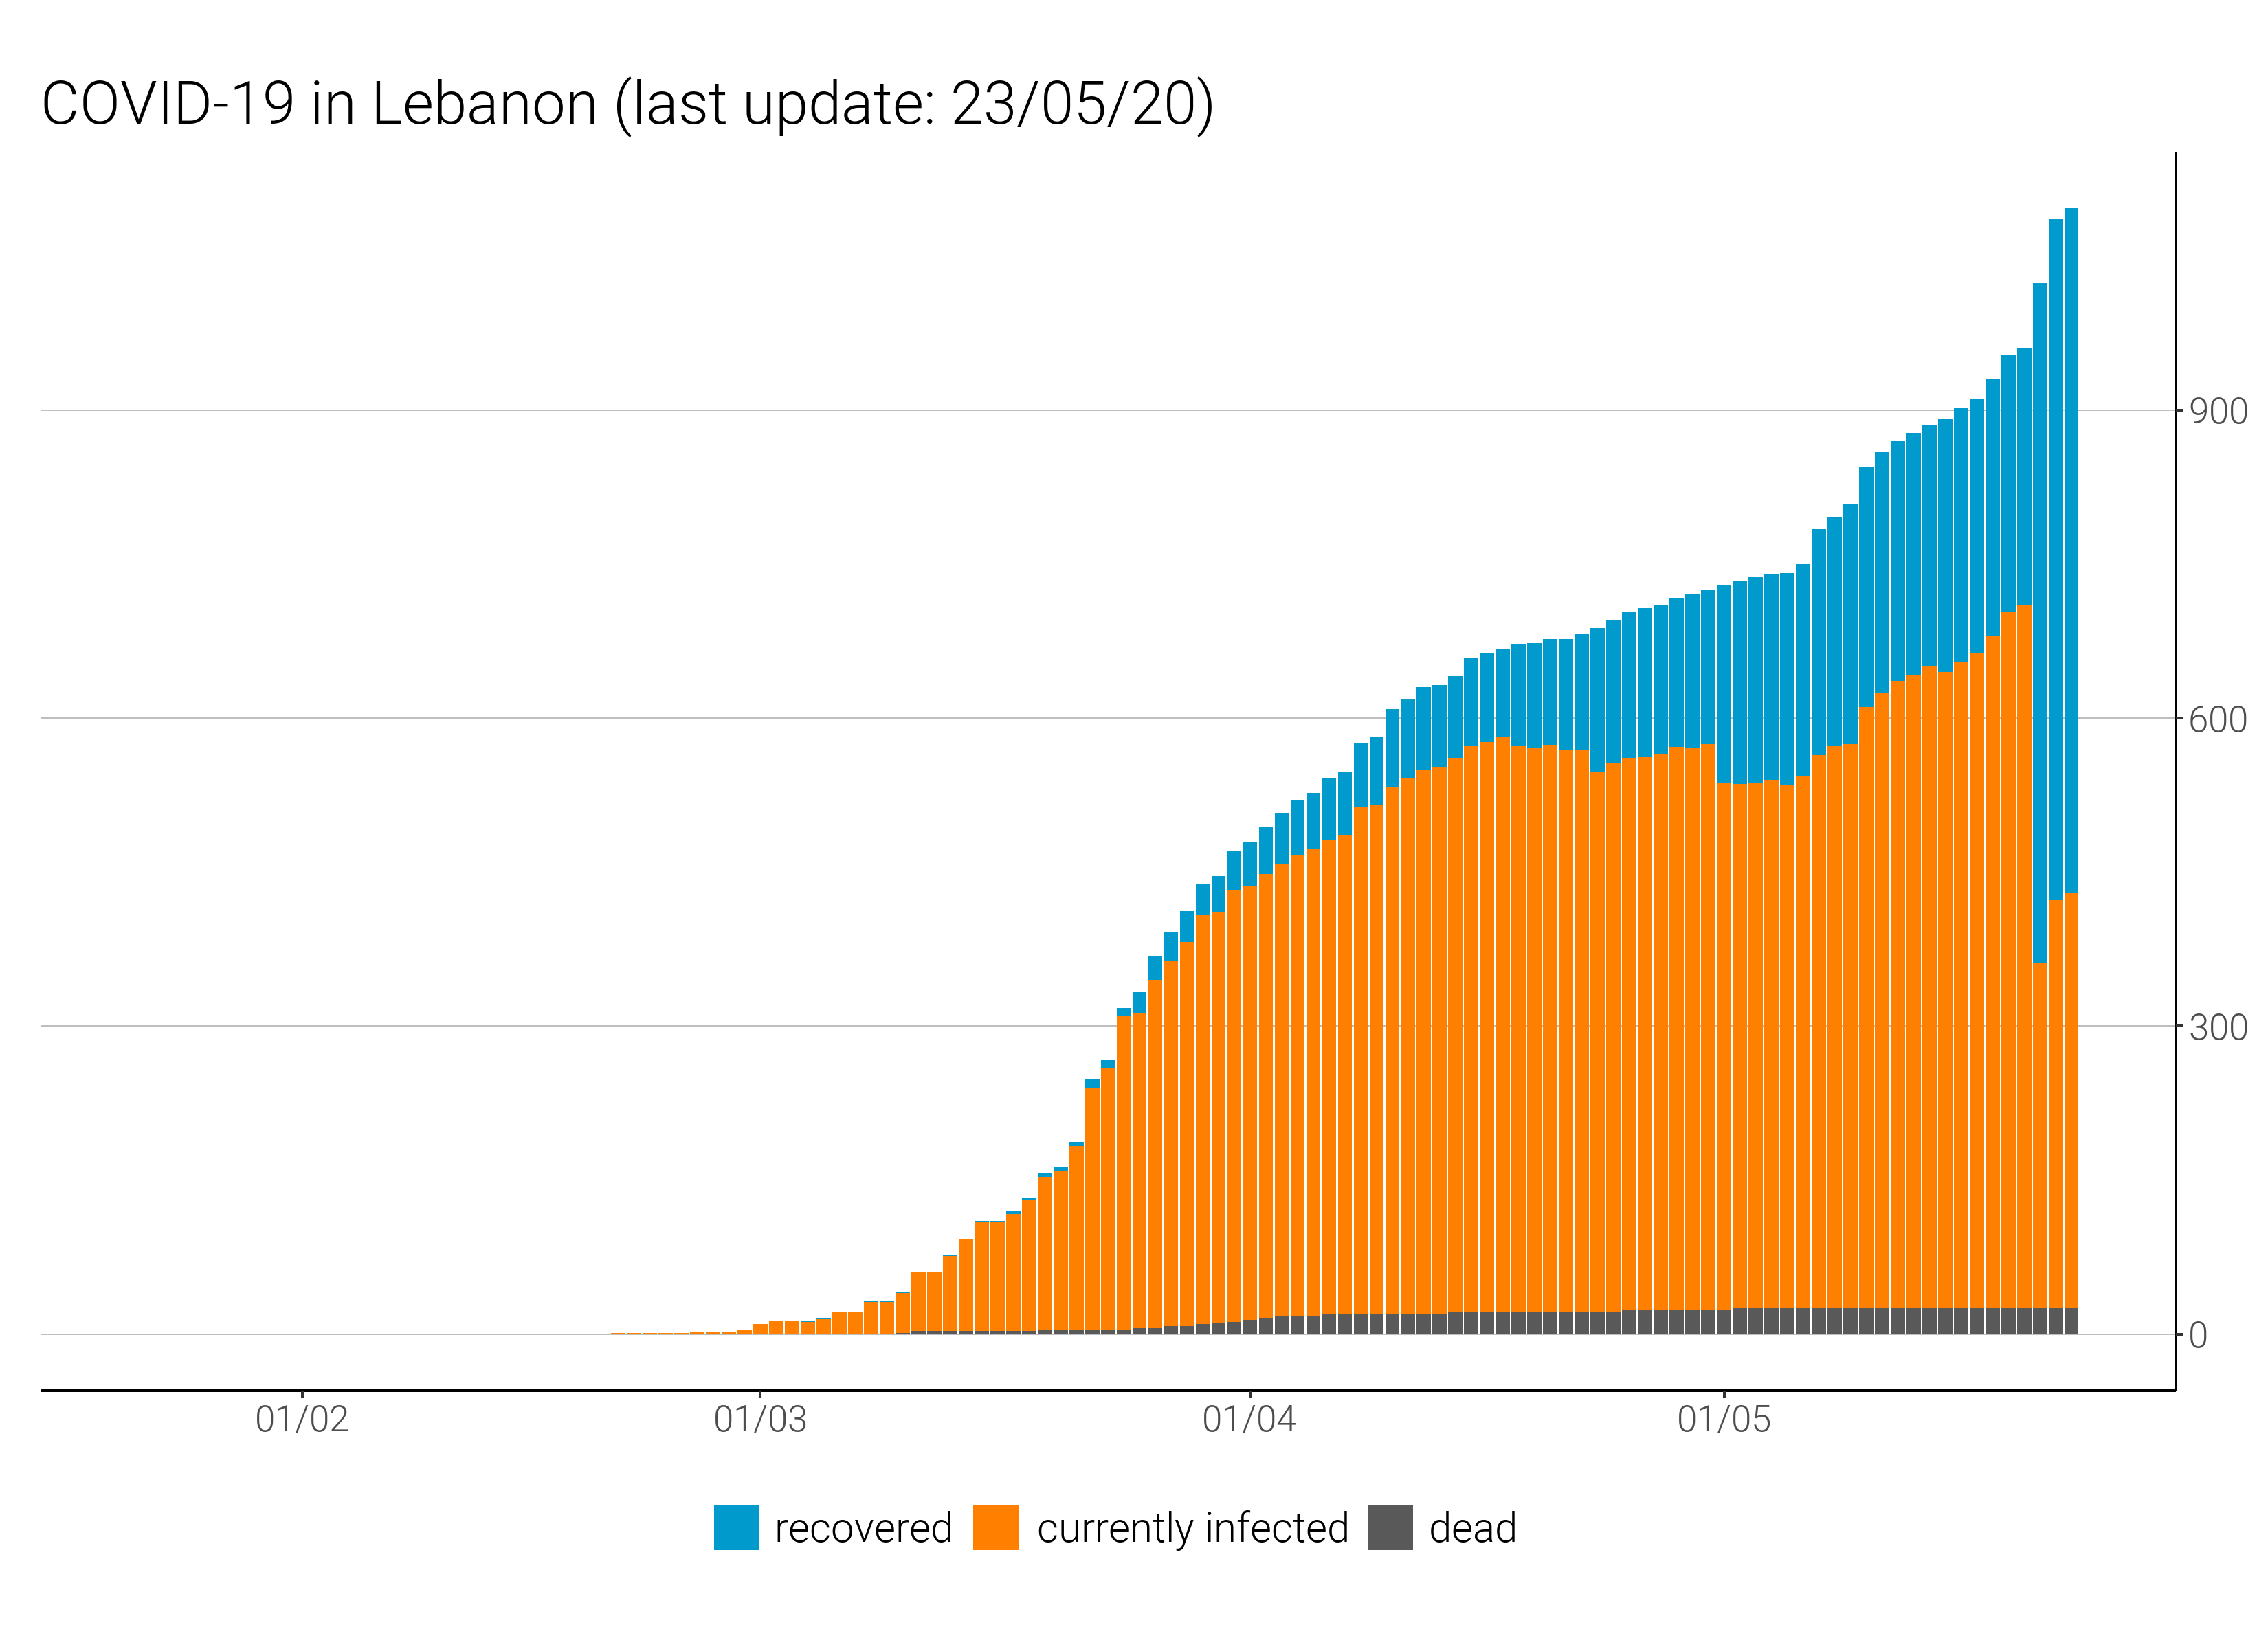 COVID-19 in Lebanon (last update: 23/05/20)
900
600
300
0
01/02 01/03 01/04 01/05
recovered currently infected dead